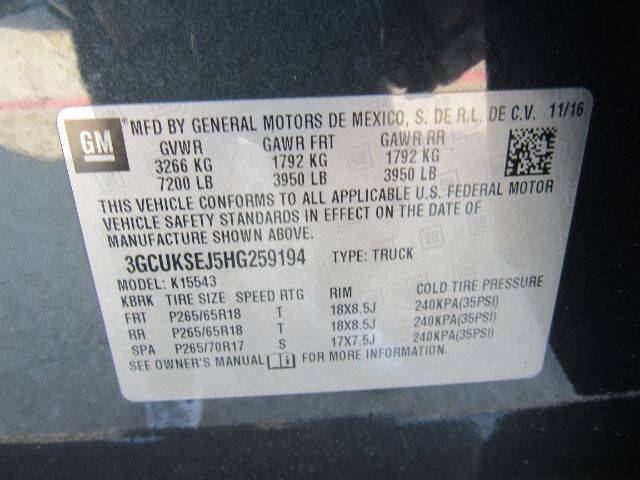 GM "MFD BY GENERAL MOTORS DE MEXICO, S. DE R.L. DE C.V. 11/16
GVWR GAWR FRT GAWR RR
3266 KG 1792 KG 1792 KG
7200 LB 3950 LB 3950 LB
THIS VEHICLE CONFORMS TO ALL APPLICABLE U.S. FEDERAL MOTOR
VEHICLE SAFETY STANDARDS IN EFFECT ON THE DATE OF
MANUFACTURE SHOWN ABOVE.
3GCUKSEJ5HG259194 TYPE: TRUCK
MODEL: K15543
KBRK TIRE SIZE SPEED RTG RIM COLD TIRE PRESSURE
FRT P265/65R18 T 18X8.5J 240KPA(35PSI)
RR P265/65R18 T 18X8.5J 240KPA(35PSI)
SPA P265/70R17 S 17X7.5J 240KPA(35PSI)
SEE OWNER'S MANUAL FOR MORE INFORMATION.